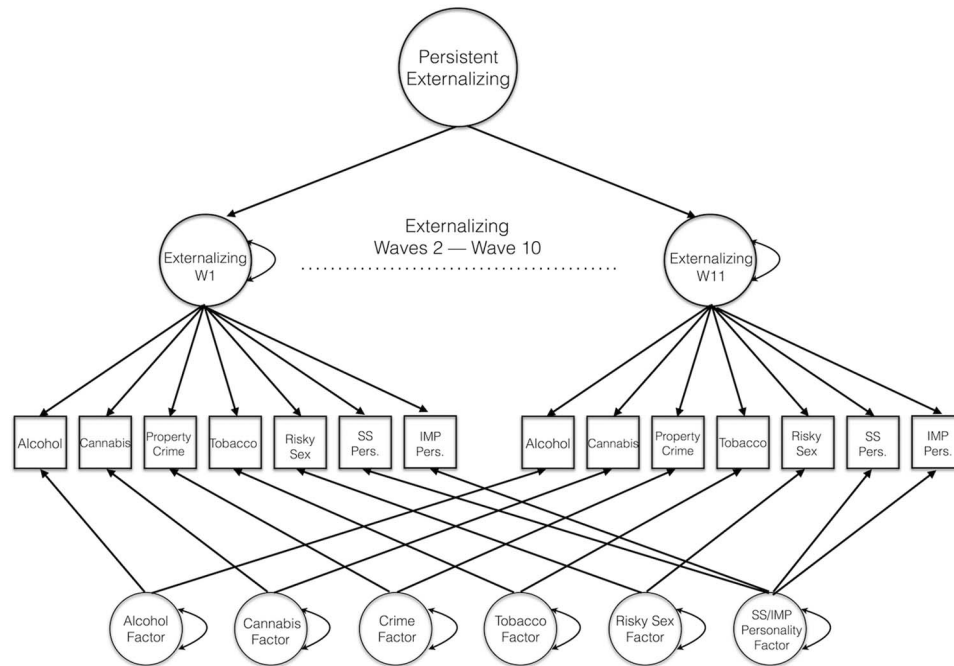 Persistent
Externalizing
Externalizing
Waves 2 — Wave 10
Externalizing
W1
Externalizing
W11
Alcohol
Cannabis
Property
Crime
Tobacco
Risky
Sex
SS
Pers.
IMP
Pers.
Alcohol
Cannabis
Property
Crime
Tobacco
Risky
Sex
SS
Pers.
IMP
Pers.
Alcohol
Factor
Cannabis
Factor
Crime
Factor
Tobacco
Factor
Risky Sex
Factor
SS/IMP
Personality
Factor